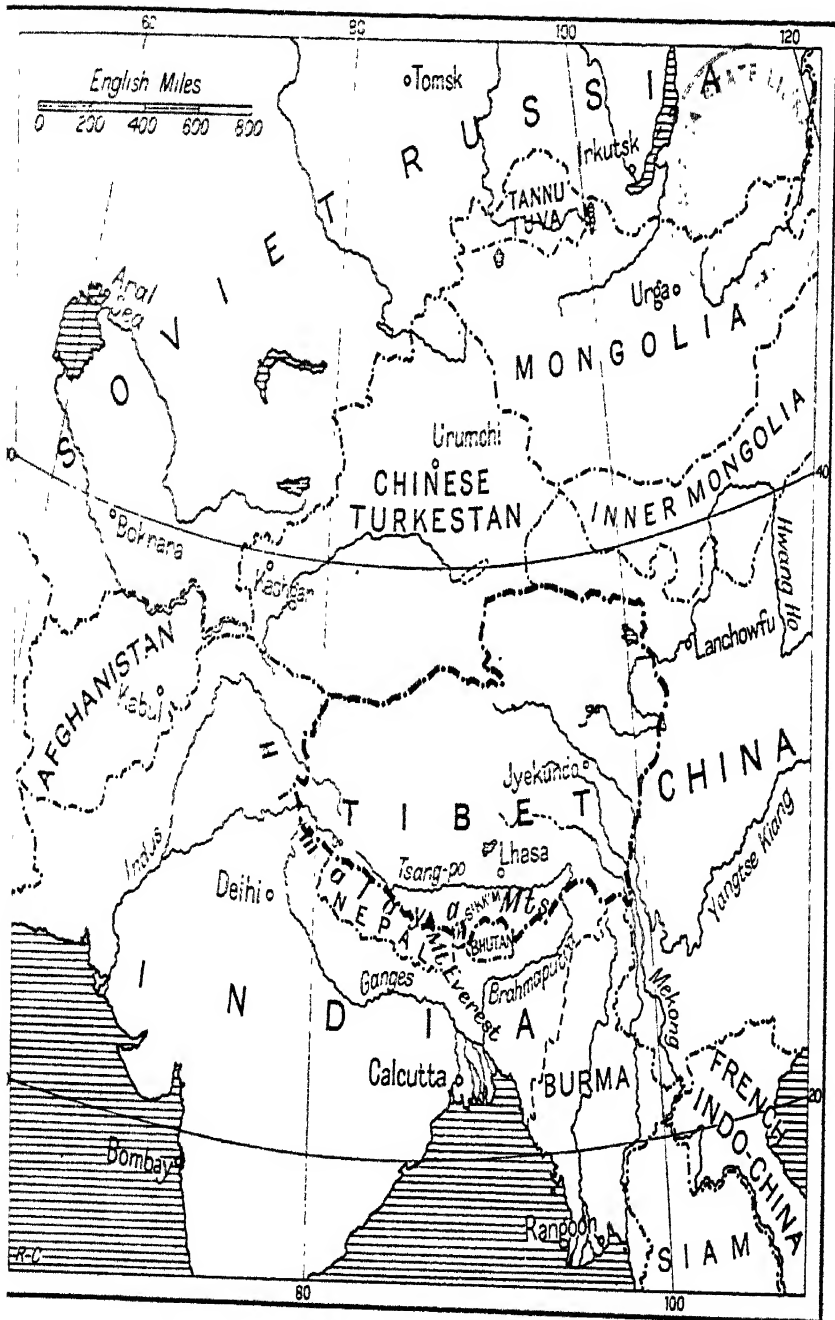 60 80 100 120
English Miles
0 200 400 600 800
Tomsk
SOVIET RUSSIA
Irkutsk
TANNU
TUVA
Aral
Sea
Urga
MONGOLIA
Urumchi
CHINESE
TURKESTAN
INNER MONGOLIA
40
Bokhara
Kashgar
Hwang Ho
Lanchowfu
AFGHANISTAN
Kabul
CHINA
Jyekundo
TIBET
Lhasa
Tsang-po
Indus
Delhi
Himalaya Mts
NEPAL
SIKKIM
BHUTAN
Mt Everest
Yangtse Kiang
Ganges
Brahmaputra
Mekong
INDIA
Calcutta
BURMA
FRENCH
INDO-CHINA
20
Bombay
Rangoon
SIAM
R-C
80 100